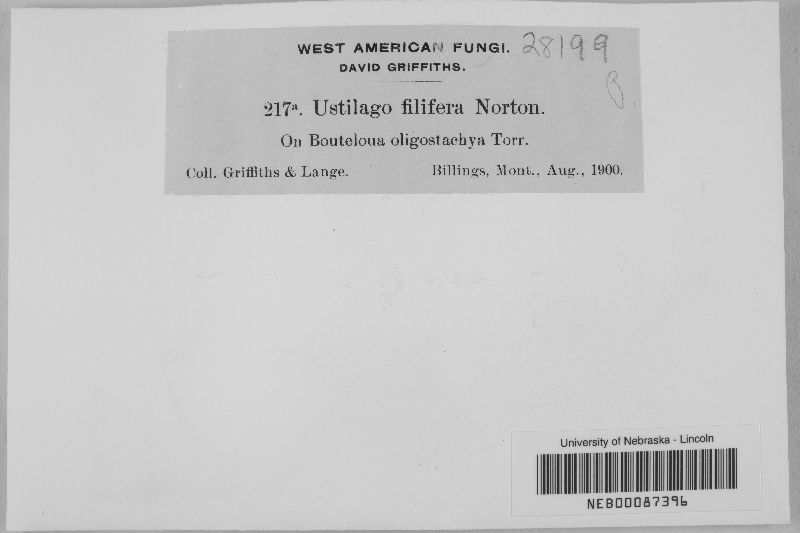 WEST AMERICAN FUNGI. 28199
DAVID GRIFFITHS.
217ª. Ustilago filifera Norton.
On Bouteloua oligostachya Torr.
Coll. Griffiths & Lange. Billings, Mont., Aug., 1900.
University of Nebraska - Lincoln
NEB00087396